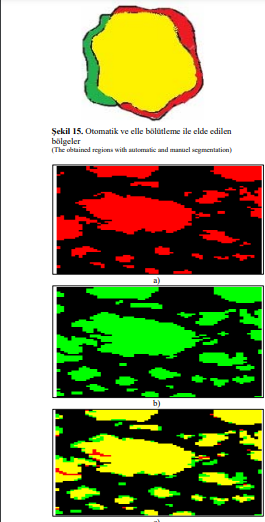 Şekil 15. Otomatik ve elle bölütleme ile elde edilen
bölgeler
(The obtained regions with automatic and manuel segmentation)
a)
b)